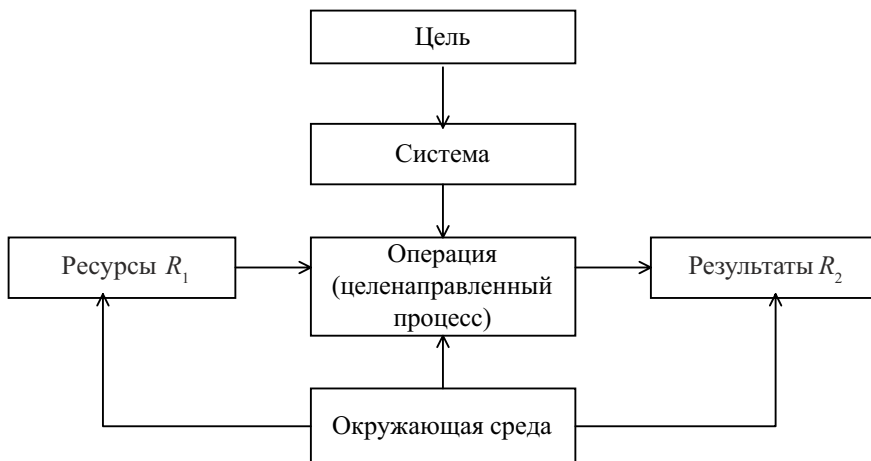 Цель
Система
Ресурсы R₁
Операция
(целенаправленный
процесс)
Результаты R₂
Окружающая среда